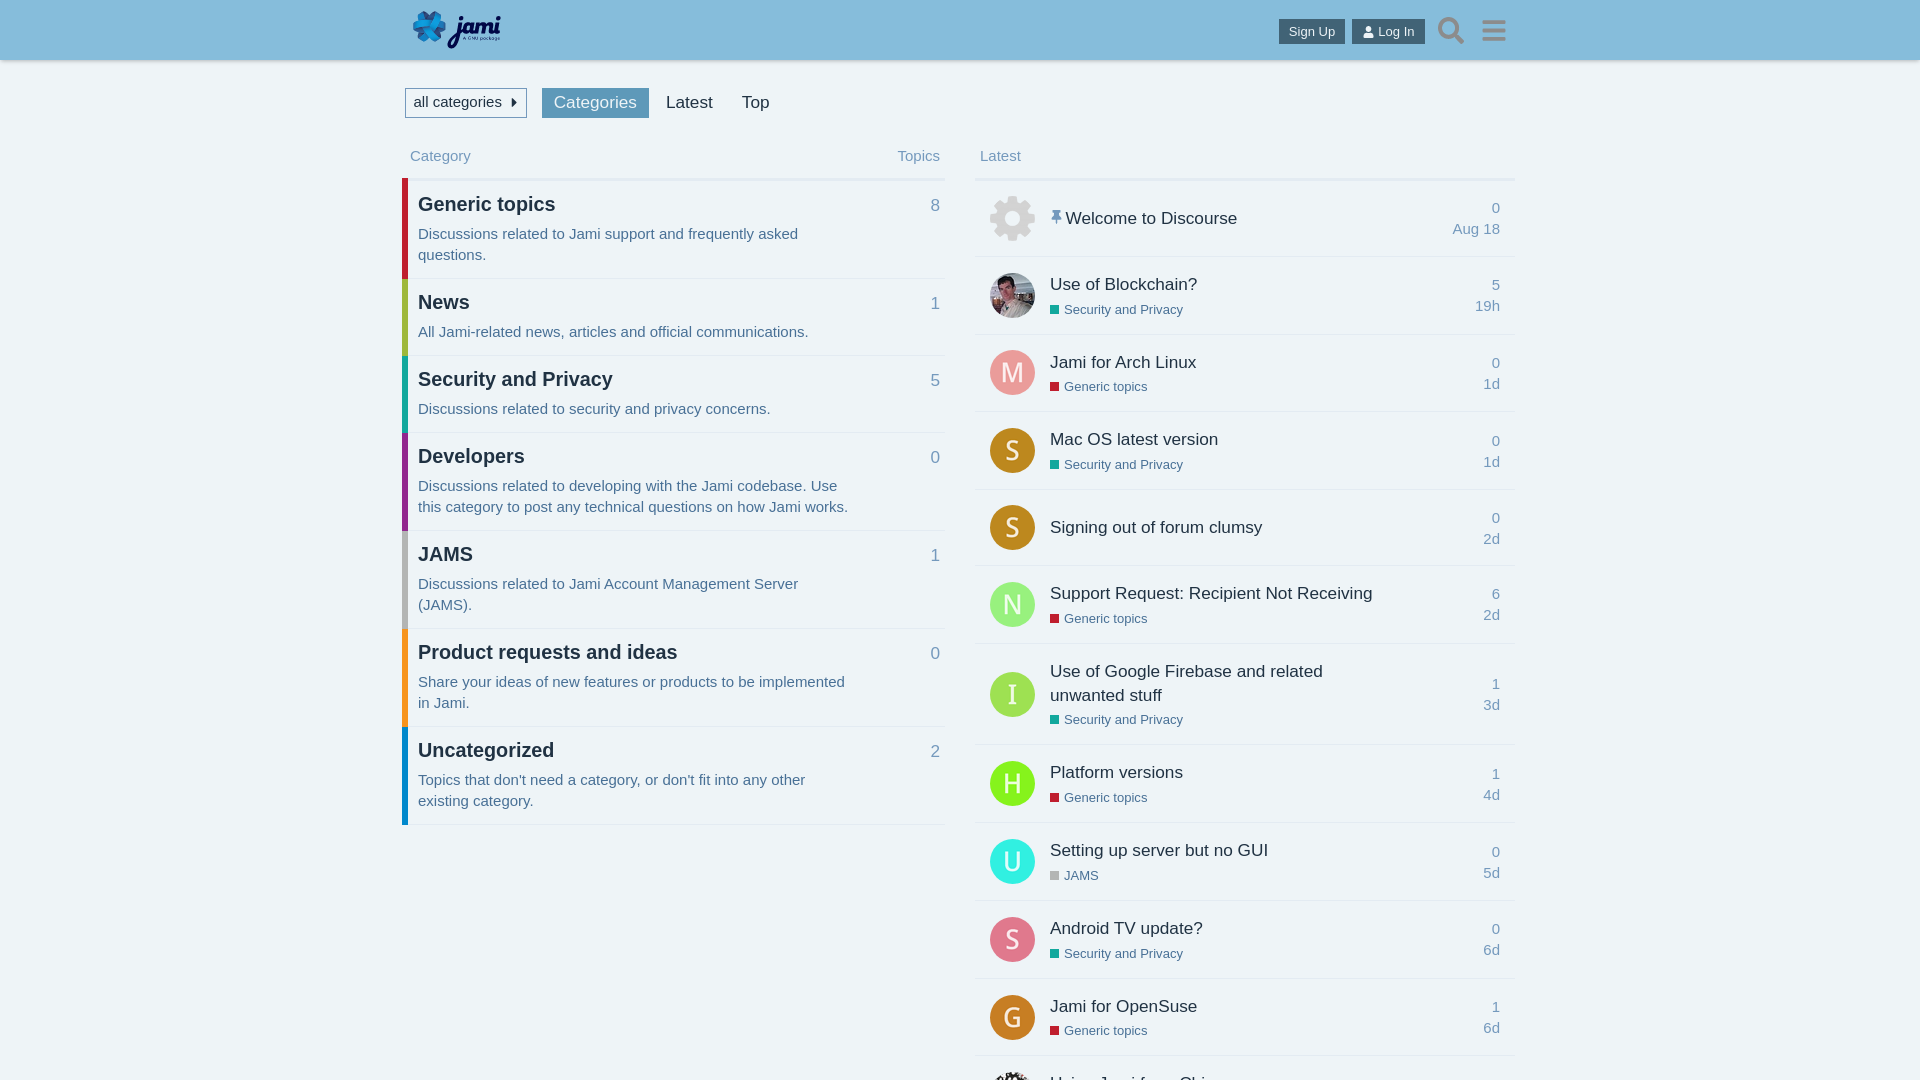 jami
A GNU package
Sign Up
Log In
all categories
Categories
Latest
Top
Category
Topics
Generic topics
8
Discussions related to Jami support and frequently asked
questions.
News
1
All Jami-related news, articles and official communications.
Security and Privacy
5
Discussions related to security and privacy concerns.
Developers
0
Discussions related to developing with the Jami codebase. Use
this category to post any technical questions on how Jami works.
JAMS
1
Discussions related to Jami Account Management Server
(JAMS).
Product requests and ideas
0
Share your ideas of new features or products to be implemented
in Jami.
Uncategorized
2
Topics that don't need a category, or don't fit into any other
existing category.
Latest
Welcome to Discourse
0
Aug 18
Use of Blockchain?
Security and Privacy
5
19h
M
Jami for Arch Linux
Generic topics
0
1d
S
Mac OS latest version
Security and Privacy
0
1d
S
Signing out of forum clumsy
0
2d
N
Support Request: Recipient Not Receiving
Generic topics
6
2d
I
Use of Google Firebase and related
unwanted stuff
Security and Privacy
1
3d
H
Platform versions
Generic topics
1
4d
U
Setting up server but no GUI
JAMS
0
5d
S
Android TV update?
Security and Privacy
0
6d
G
Jami for OpenSuse
Generic topics
1
6d